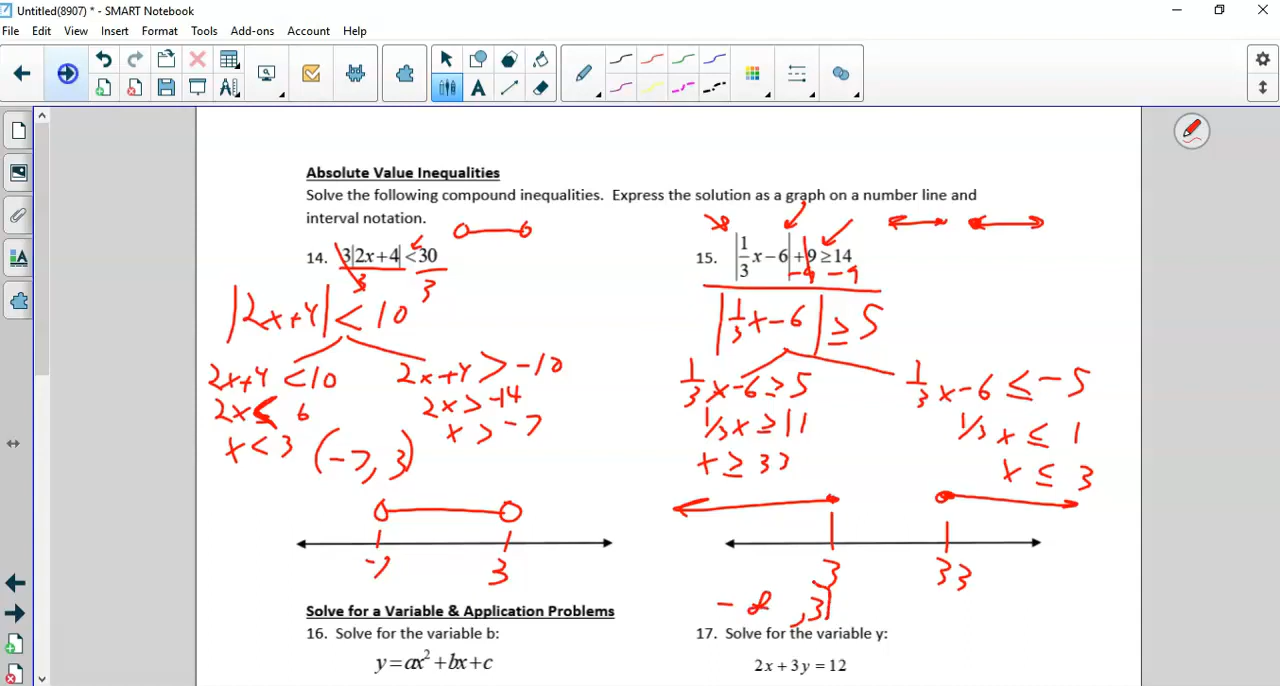 Untitled(8907) * - SMART Notebook
File Edit View Insert Format Tools Add-ons Account Help
Absolute Value Inequalities
Solve the following compound inequalities. Express the solution as a graph on a number line and
interval notation.
14. 3|2x+4| <30
3 3
|2x+4| < 10
2x+4 <10 2x+4 > -10
2x < 6 2x > -14
x < 3 x > -7
(-7, 3)
-7 3
15. |1/3 x-6| +9 ≥14
-9 -9
|1/3 x-6| ≥ 5
1/3 x-6 ≥ 5 1/3 x-6 ≤ -5
1/3 x ≥ 11 1/3 x ≤ 1
x ≥ 33 x ≤ 3
3 33
-∞ ,3]
Solve for a Variable & Application Problems
16. Solve for the variable b:
y=ax²+bx+c
17. Solve for the variable y:
2x+3y=12